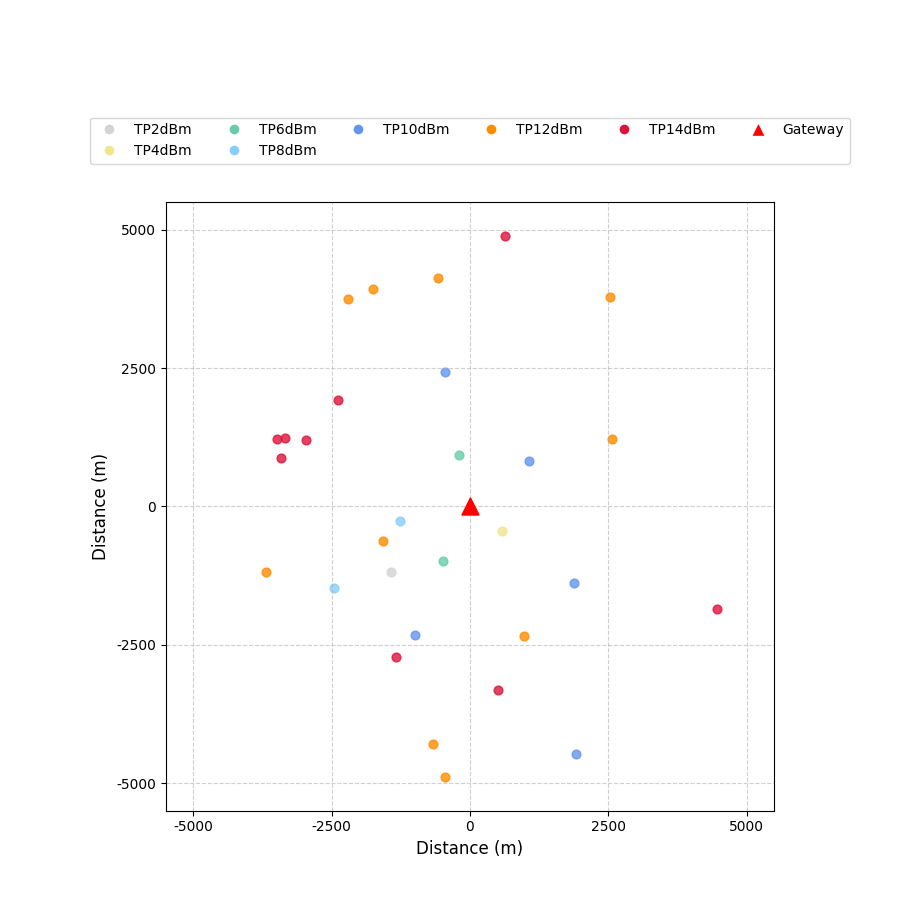 TP2dBm TP6dBm TP10dBm TP12dBm TP14dBm Gateway
TP4dBm TP8dBm
5000
2500
0
-2500
-5000
Distance (m)
-5000 -2500 0 2500 5000
Distance (m)